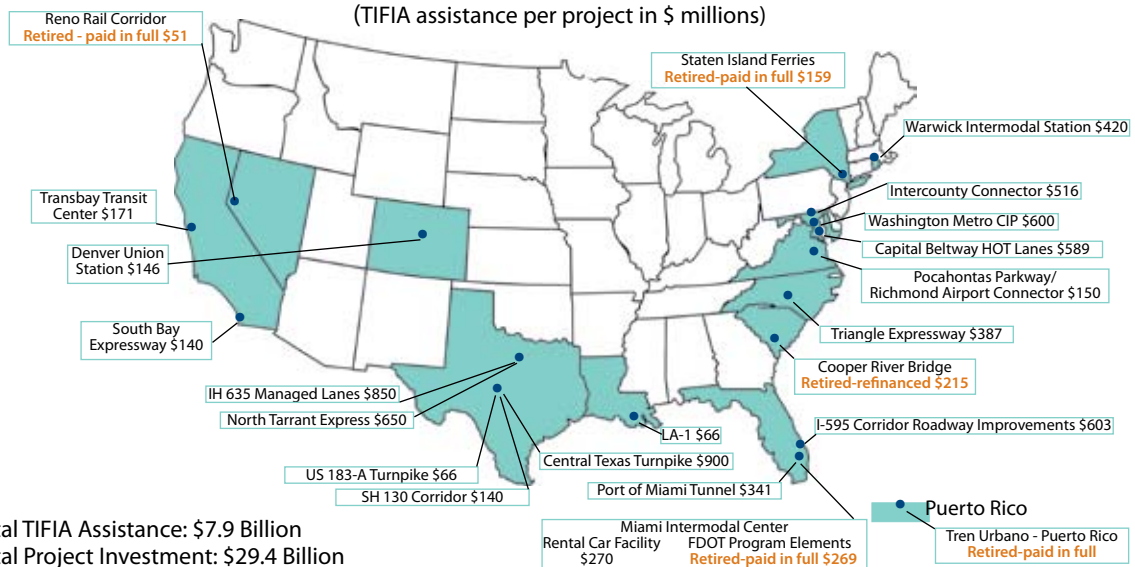 (TIFIA assistance per project in $ millions)
Reno Rail Corridor
Retired - paid in full $51
Staten Island Ferries
Retired-paid in full $159
Warwick Intermodal Station $420
Intercounty Connector $516
Transbay Transit
Center $171
Washington Metro CIP $600
Denver Union
Station $146
Capital Beltway HOT Lanes $589
Pocahontas Parkway/
Richmond Airport Connector $150
South Bay
Expressway $140
Triangle Expressway $387
Cooper River Bridge
Retired-refinanced $215
IH 635 Managed Lanes $850
North Tarrant Express $650
I-595 Corridor Roadway Improvements $603
LA-1 $66
Central Texas Turnpike $900
US 183-A Turnpike $66
SH 130 Corridor $140
Port of Miami Tunnel $341
Puerto Rico
Tren Urbano - Puerto Rico
Retired-paid in full
Miami Intermodal Center
Rental Car Facility FDOT Program Elements
$270 Retired-paid in full $269
tal TIFIA Assistance: $7.9 Billion
tal Project Investment: $29.4 Billion